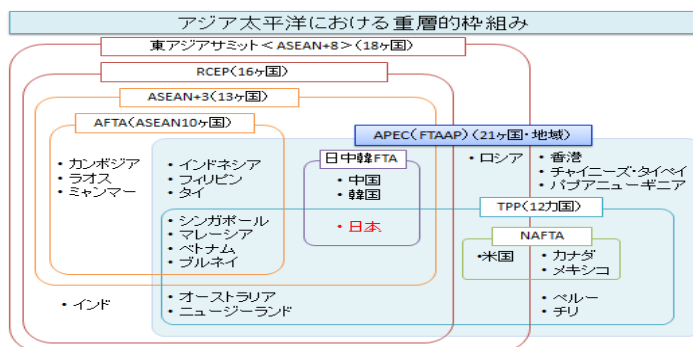 アジア太平洋における重層的枠組み
東アジアサミット＜ASEAN+8＞(18ヶ国)
RCEP(16ヶ国)
ASEAN+3(13ヶ国)
AFTA(ASEAN10ヶ国)
APEC(FTAAP)(21ヶ国・地域)
・カンボジア
・ラオス
・ミャンマー
・インドネシア
・フィリピン
・タイ
日中韓FTA
・中国
・韓国
・日本
・ロシア
・香港
・チャイニーズ・タイペイ
・パプアニューギニア
TPP(12カ国)
・シンガポール
・マレーシア
・ベトナム
・ブルネイ
NAFTA
・米国
・カナダ
・メキシコ
・インド
・オーストラリア
・ニュージーランド
・ペルー
・チリ